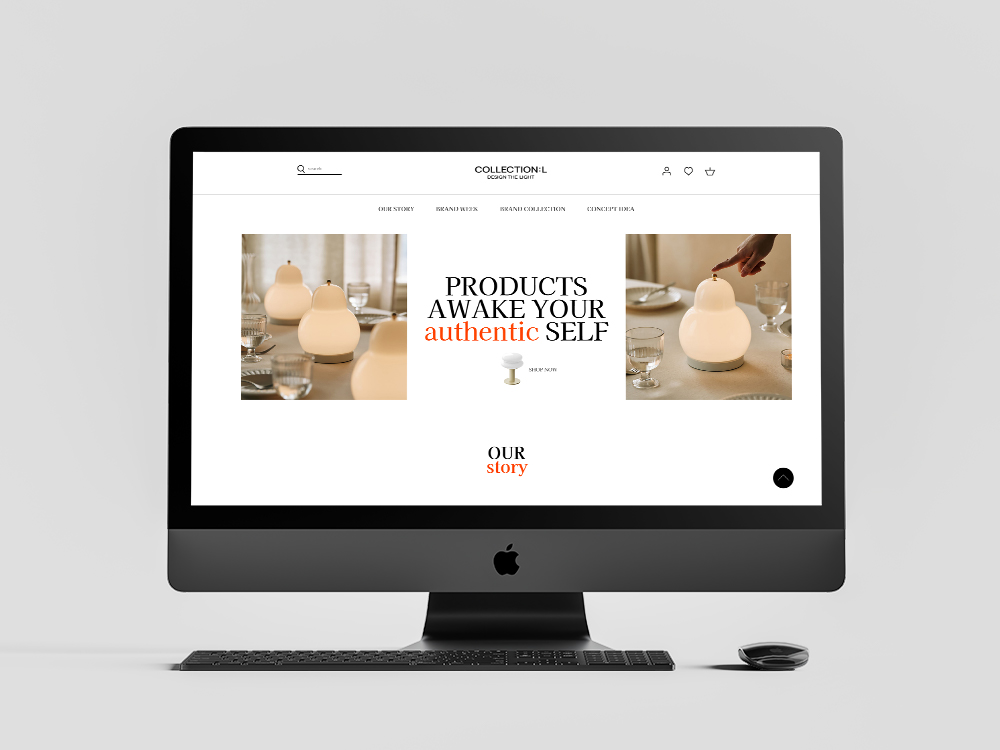 search
COLLECTION:L
DESIGN THE LIGHT
OUR STORY
BRAND WEEK
BRAND COLLECTION
CONCEPT IDEA
PRODUCTS
AWAKE YOUR
authentic SELF
SHOP NOW
OUR
story